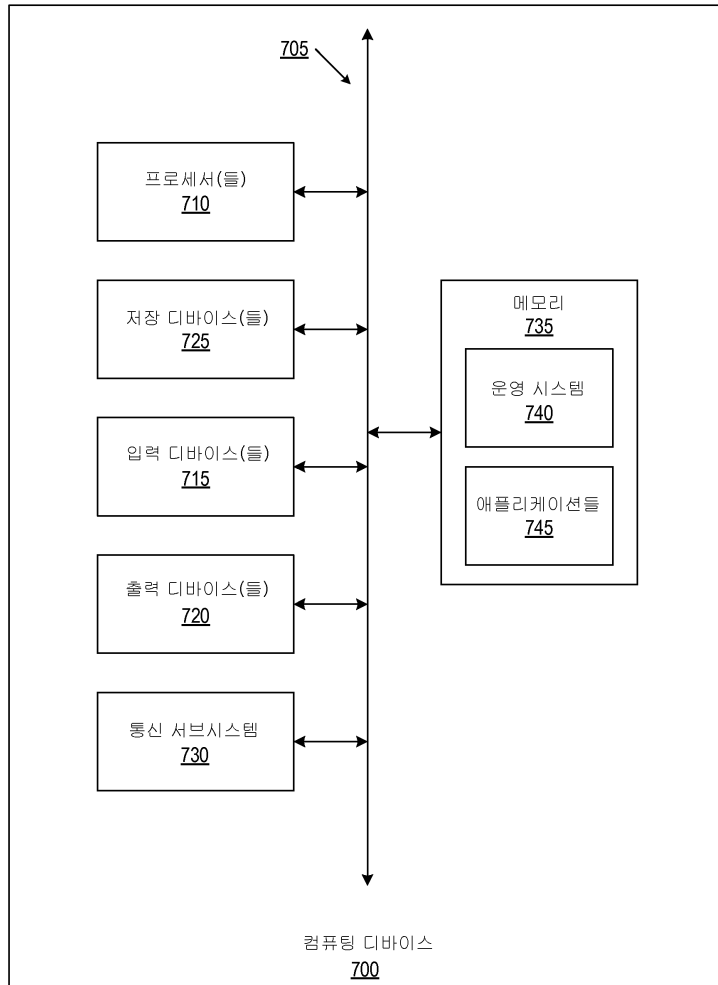 705
프로세서(들)
710
저장 디바이스(들)
725
입력 디바이스(들)
715
출력 디바이스(들)
720
통신 서브시스템
730
메모리
735
운영 시스템
740
애플리케이션들
745
컴퓨팅 디바이스
700